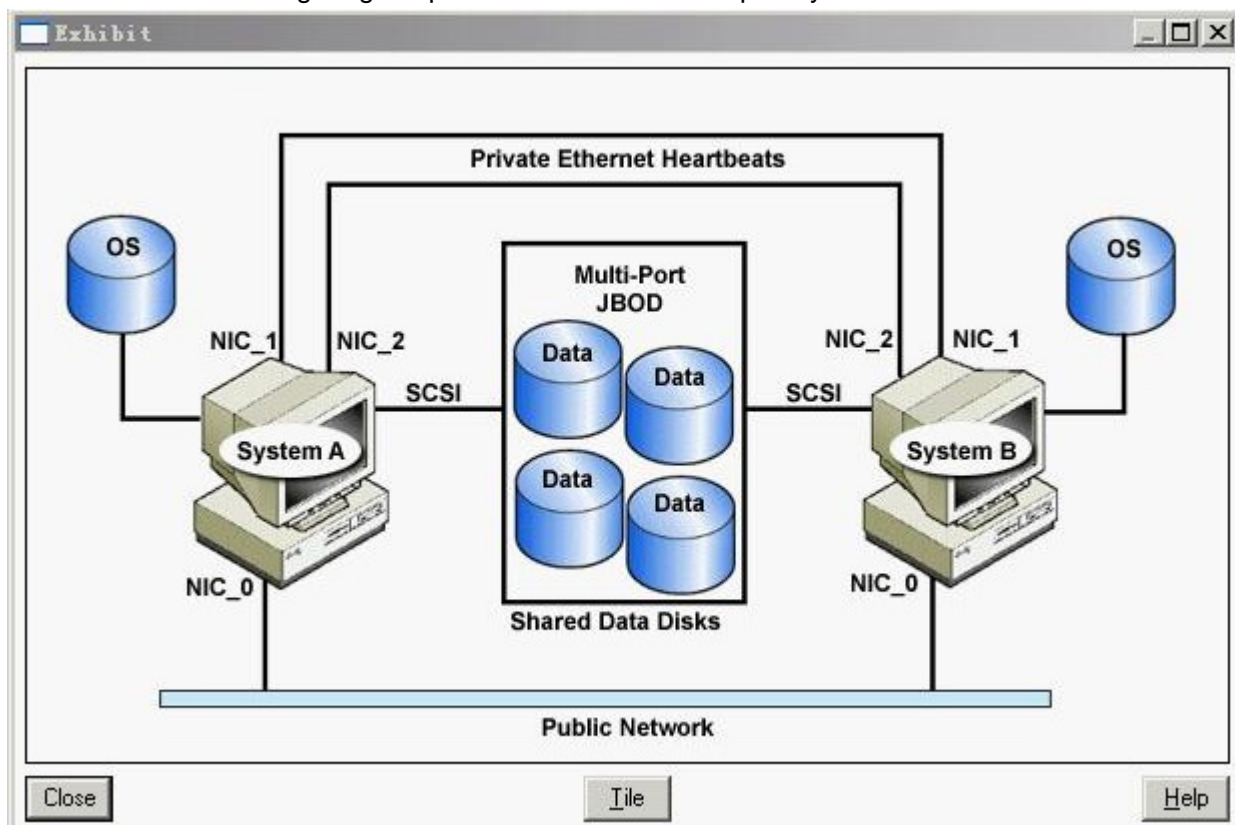 Exhibit
Private Ethernet Heartbeats
OS
OS
Multi-Port
JBOD
NIC_1
NIC_2
NIC_2
NIC_1
Data
Data
SCSI
SCSI
System A
System B
Data
Data
NIC_0
NIC_0
Shared Data Disks
Public Network
Close
Tile
Help